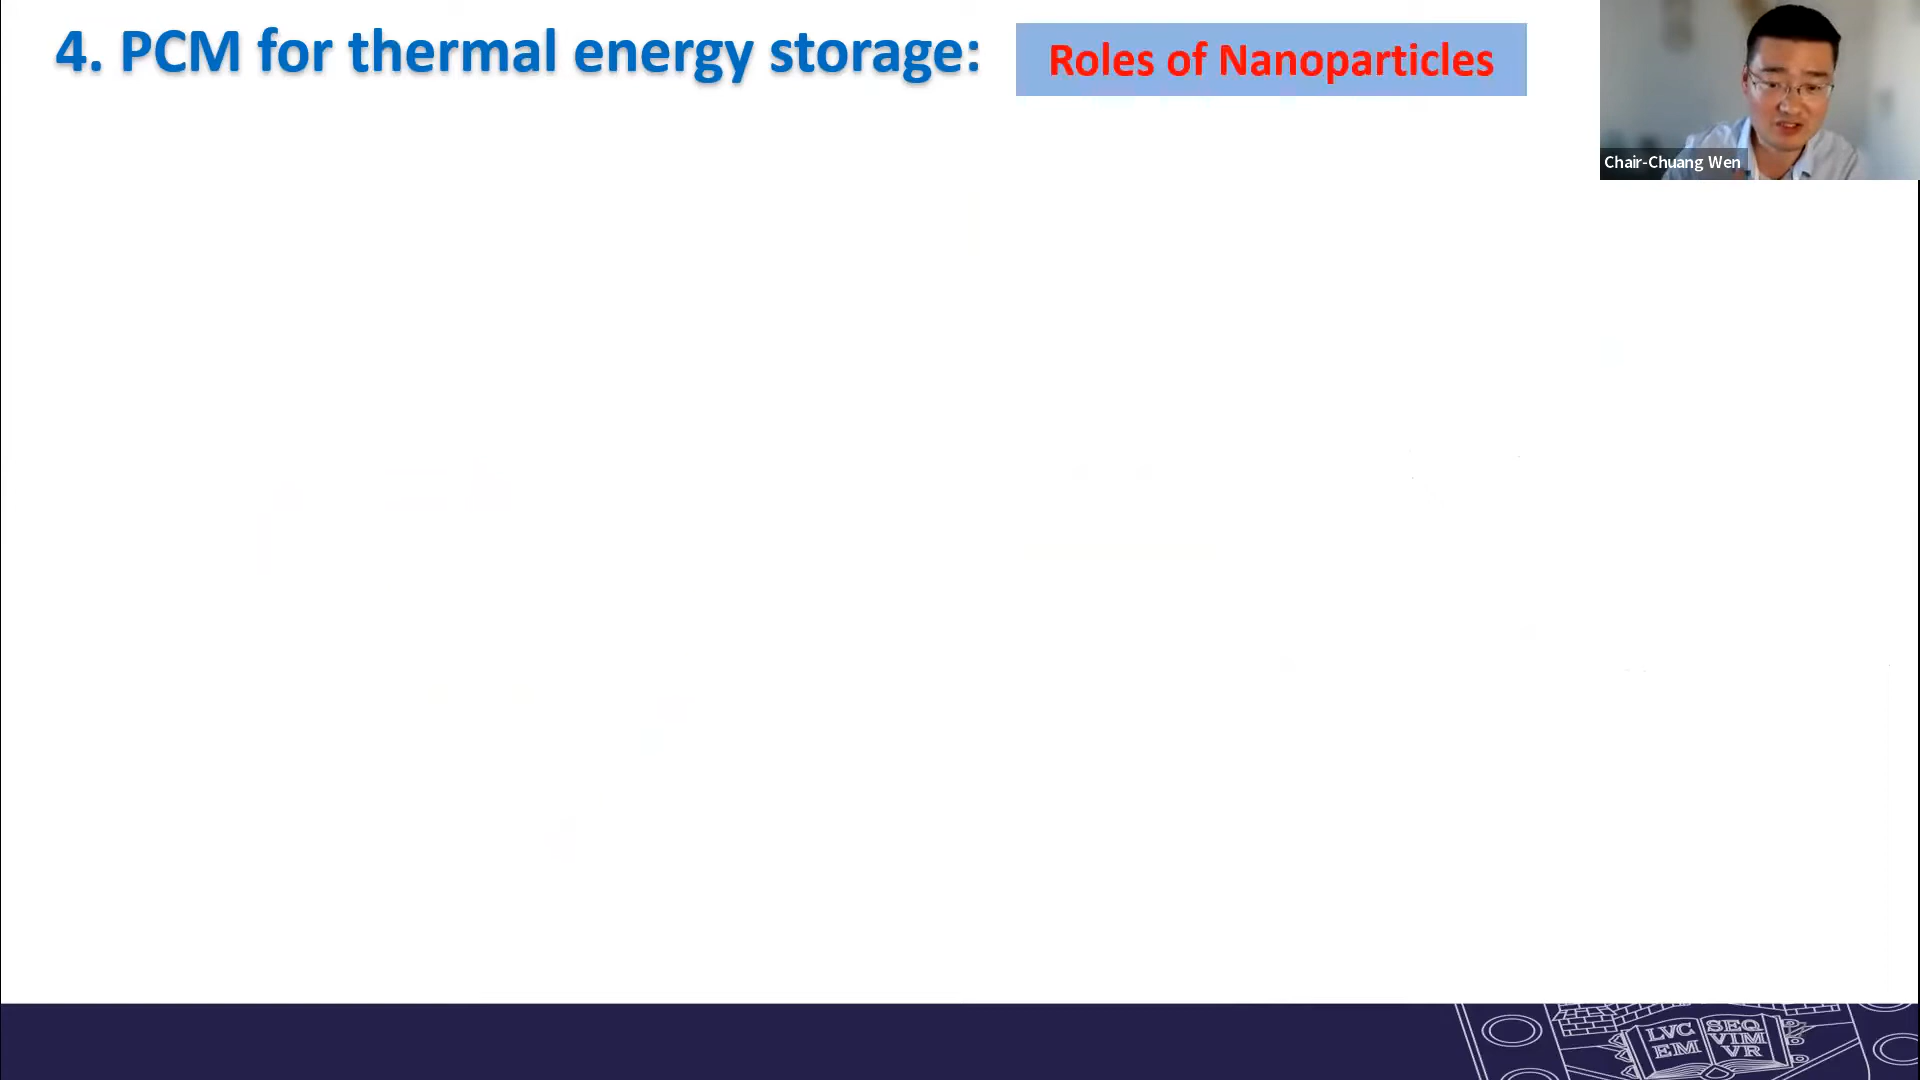 4. PCM for thermal energy storage:
Roles of Nanoparticles
Chair-Chuang Wen
LVC
EM
SEQ
VIM
VR